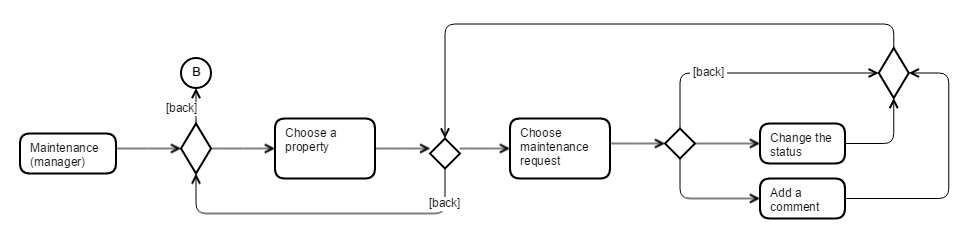 B
[back]
Maintenance
(manager)
Choose a
property
[back]
Choose
maintenance
request
[back]
Change the
status
Add a
comment